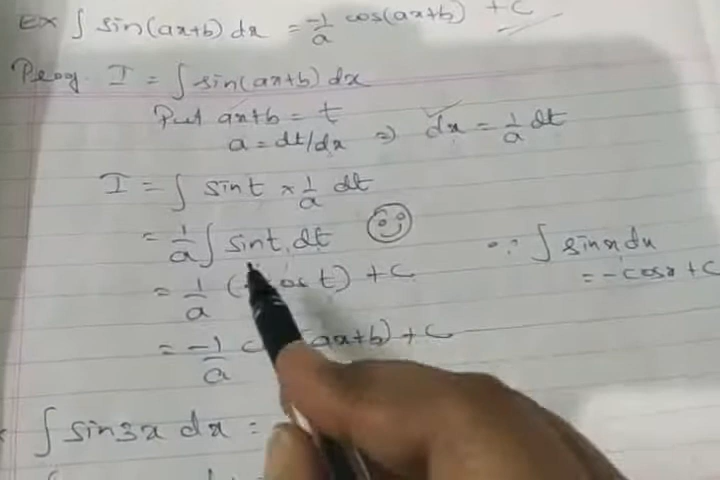 Ex ∫ sin(ax+b) dx = -1/a cos(ax+b) + C
I = ∫ sin(ax+b) dx
Put ax+b = t
a = dt/dx ⇒ dx = 1/a dt
I = ∫ sin t × 1/a dt
= 1/a ∫ sin t. dt
∵ ∫ sin x dx
= 1/a ( t) + C
= -cos x + C
= -1/a (ax+b) + C
∫ sin 3x dx =